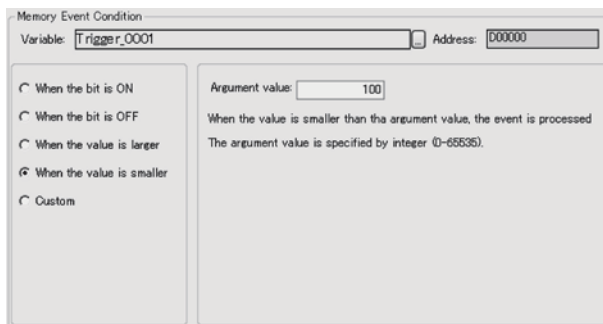 Memory Event Condition
Variable: Trigger_0001 ... Address: D00000
When the bit is ON
When the bit is OFF
When the value is larger
When the value is smaller
Custom
Argument value: 100
When the value is smaller than tha argument value, the event is processed
The argument value is specified by integer (0-65535).